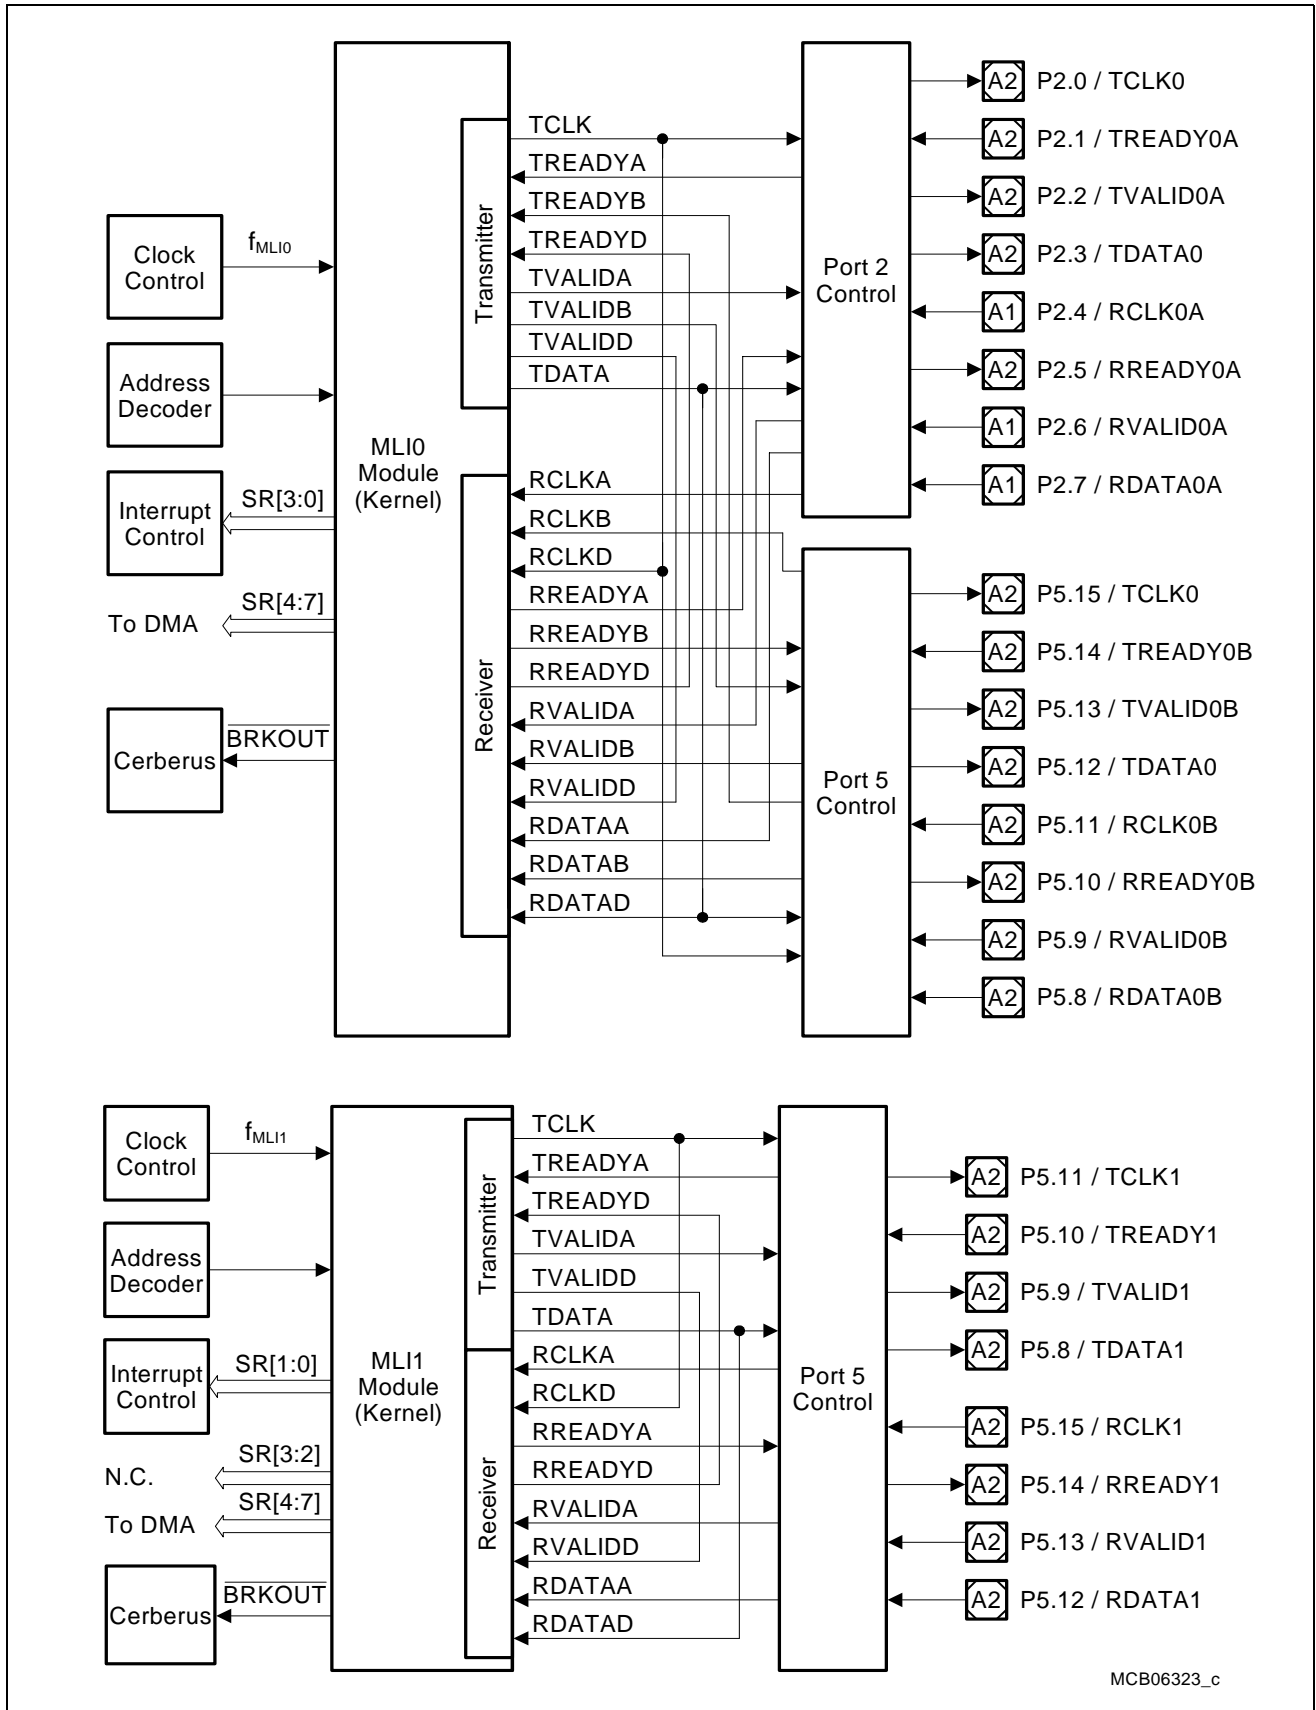 Clock
Control
fMLI0
Address
Decoder
Interrupt
Control
SR[3:0]
To DMA
SR[4:7]
Cerberus
BRKOUT
MLI0
Module
(Kernel)
Transmitter
Receiver
TCLK
TREADYA
TREADYB
TREADYD
TVALIDA
TVALIDB
TVALIDD
TDATA
RCLKA
RCLKB
RCLKD
RREADYA
RREADYB
RREADYD
RVALIDA
RVALIDB
RVALIDD
RDATAA
RDATAB
RDATAD
Port 2
Control
A2 P2.0 / TCLK0
A2 P2.1 / TREADY0A
A2 P2.2 / TVALID0A
A2 P2.3 / TDATA0
A1 P2.4 / RCLK0A
A2 P2.5 / RREADY0A
A1 P2.6 / RVALID0A
A1 P2.7 / RDATA0A
Port 5
Control
A2 P5.15 / TCLK0
A2 P5.14 / TREADY0B
A2 P5.13 / TVALID0B
A2 P5.12 / TDATA0
A2 P5.11 / RCLK0B
A2 P5.10 / RREADY0B
A2 P5.9 / RVALID0B
A2 P5.8 / RDATA0B
Clock
Control
fMLI1
Address
Decoder
Interrupt
Control
SR[1:0]
N.C.
SR[3:2]
To DMA
SR[4:7]
Cerberus
BRKOUT
MLI1
Module
(Kernel)
Transmitter
Receiver
TCLK
TREADYA
TREADYD
TVALIDA
TVALIDD
TDATA
RCLKA
RCLKD
RREADYA
RREADYD
RVALIDA
RVALIDD
RDATAA
RDATAD
Port 5
Control
A2 P5.11 / TCLK1
A2 P5.10 / TREADY1
A2 P5.9 / TVALID1
A2 P5.8 / TDATA1
A2 P5.15 / RCLK1
A2 P5.14 / RREADY1
A2 P5.13 / RVALID1
A2 P5.12 / RDATA1
MCB06323_c